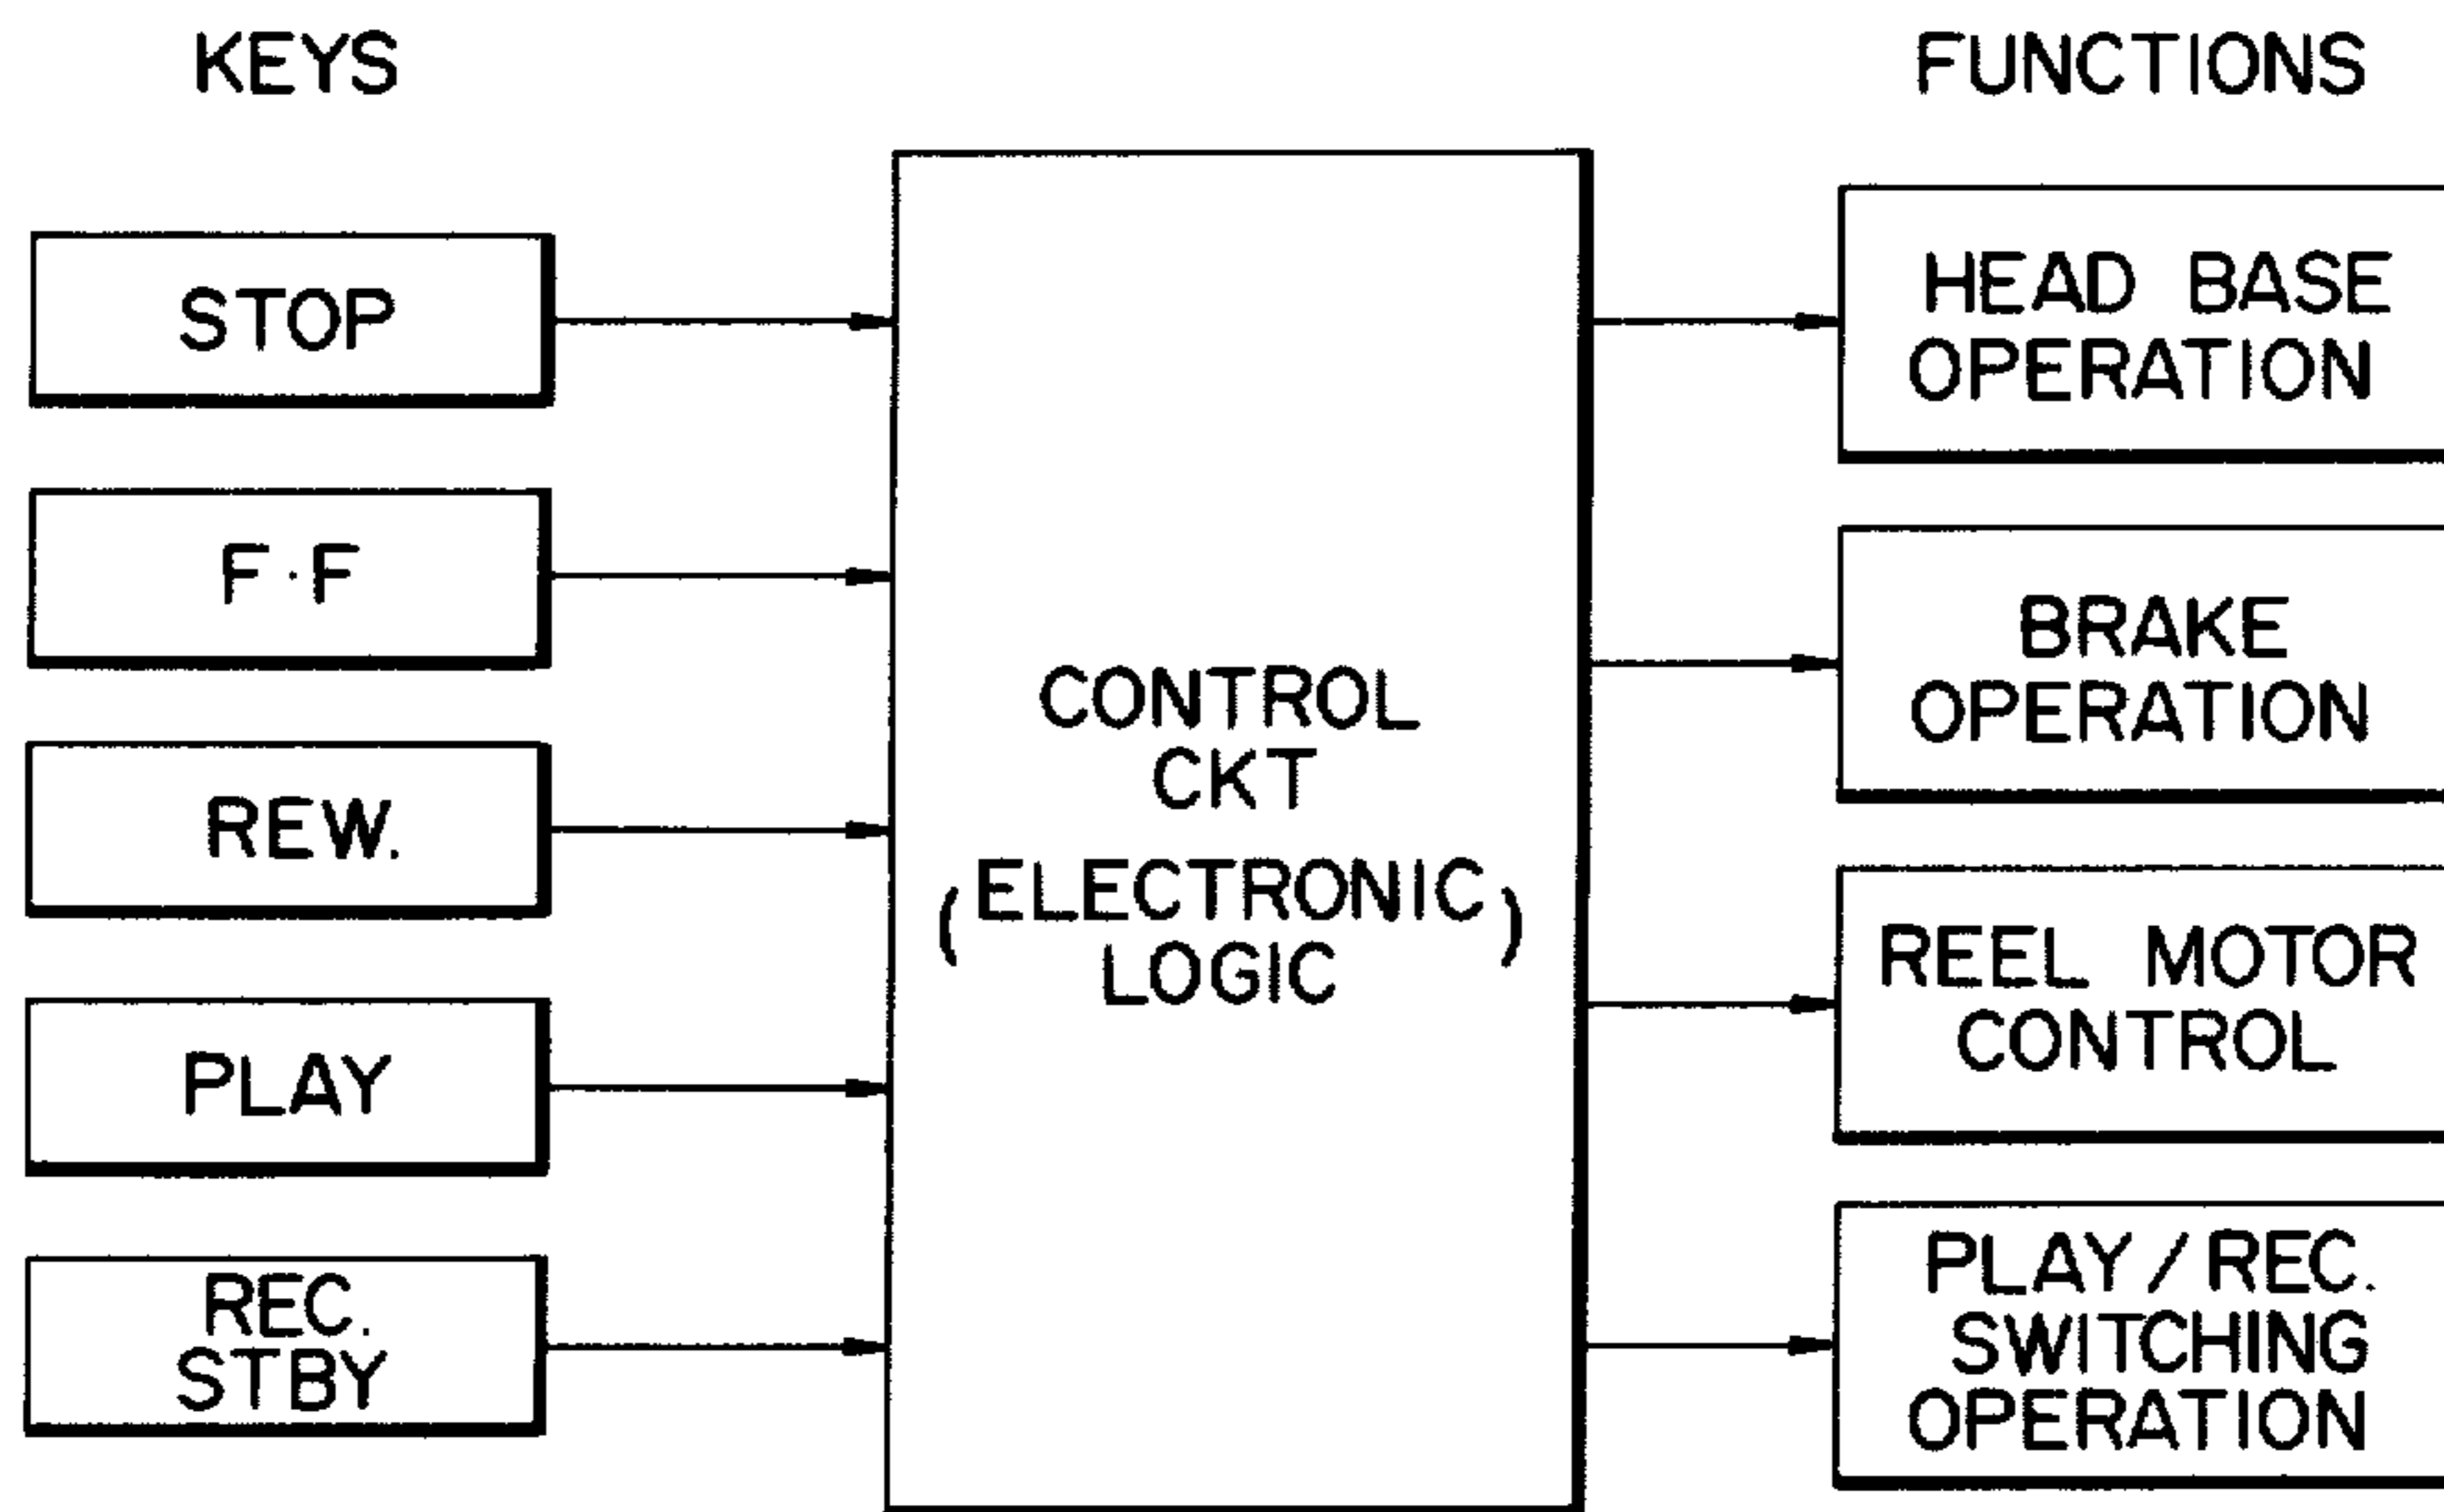 KEYS
FUNCTIONS
STOP
F·F
REW.
PLAY
REC.
STBY
CONTROL
CKT
(ELECTRONIC
LOGIC)
HEAD BASE
OPERATION
BRAKE
OPERATION
REEL MOTOR
CONTROL
PLAY/REC.
SWITCHING
OPERATION